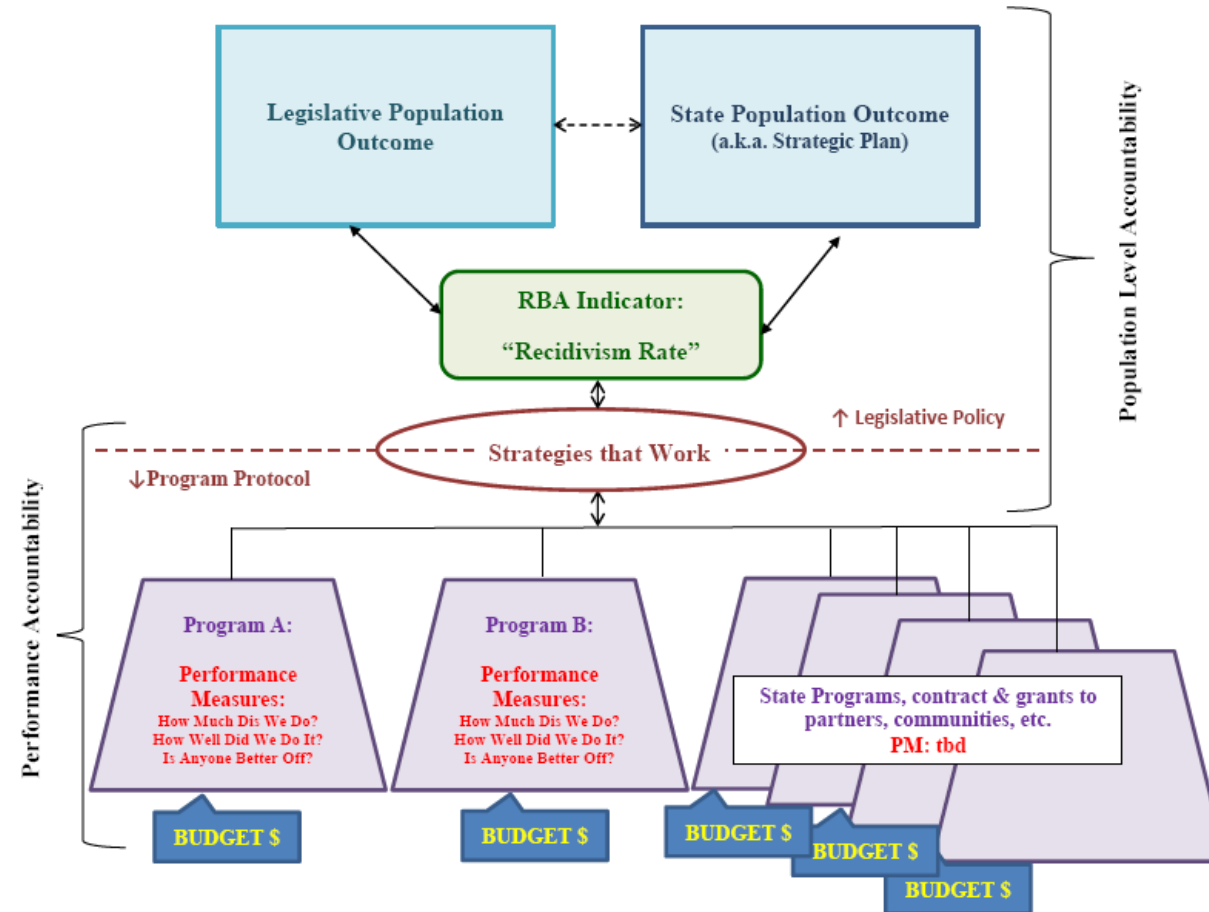 Legislative Population
Outcome
State Population Outcome
(a.k.a. Strategic Plan)
Population Level Accountability
RBA Indicator:
“Recidivism Rate”
↑ Legislative Policy
Strategies that Work
↓Program Protocol
Performance Accountability
Program A:
Performance
Measures:
How Much Dis We Do?
How Well Did We Do It?
Is Anyone Better Off?
Program B:
Performance
Measures:
How Much Dis We Do?
How Well Did We Do It?
Is Anyone Better Off?
State Programs, contract & grants to
partners, communities, etc.
PM: tbd
BUDGET $
BUDGET $
BUDGET $
BUDGET $
BUDGET $